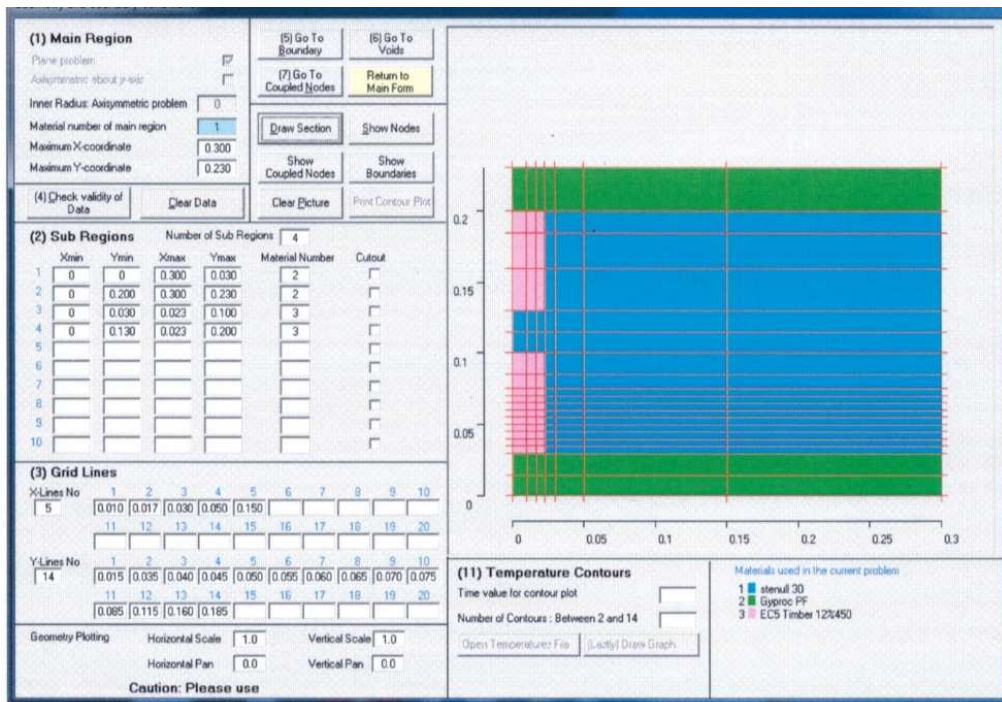 (1) Main Region
Plane problem
Axisymmetric about y-axis
Inner Radius: Axisymmetric problem 0
Material number of main region 1
Maximum X-coordinate 0.300
Maximum Y-coordinate 0.230
(4) Check validity of Data
Clear Data
(5) Go To Boundary
(6) Go To Voids
(7) Go To Coupled Nodes
Return to Main Form
Draw Section
Show Nodes
Show Coupled Nodes
Show Boundaries
Clear Picture
Print Contour Plot
(2) Sub Regions Number of Sub Regions 4
Xmin Ymin Xmax Ymax Material Number Cutout
1 0 0 0.300 0.030 2
2 0 0.200 0.300 0.230 2
3 0 0.030 0.023 0.100 3
4 0 0.130 0.023 0.200 3
5
6
7
8
9
10
(3) Grid Lines
X-Lines No 1 2 3 4 5 6 7 8 9 10
5 0.010 0.017 0.030 0.050 0.150
11 12 13 14 15 16 17 18 19 20
Y-Lines No 1 2 3 4 5 6 7 8 9 10
14 0.015 0.035 0.040 0.045 0.050 0.055 0.060 0.065 0.070 0.075
11 12 13 14 15 16 17 18 19 20
0.085 0.115 0.160 0.185
Geometry Plotting Horizontal Scale 1.0 Vertical Scale 1.0
Horizontal Pan 0.0 Vertical Pan 0.0
Caution: Please use
0.2
0.15
0.1
0.05
0
0 0.05 0.1 0.15 0.2 0.25 0.3
(11) Temperature Contours
Time value for contour plot
Number of Contours : Between 2 and 14
Open Temperatures File
(Lastly) Draw Graph
Materials used in the current problem
1 stenull 30
2 Gyproc PF
3 EC5 Timber 12%450